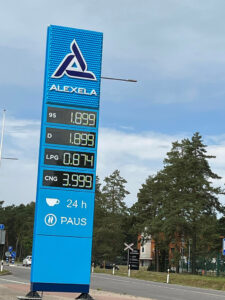 ALEXELA
95 1.899
D 1.899
LPG 0.874
CNG 3.999
24 h
PAUS